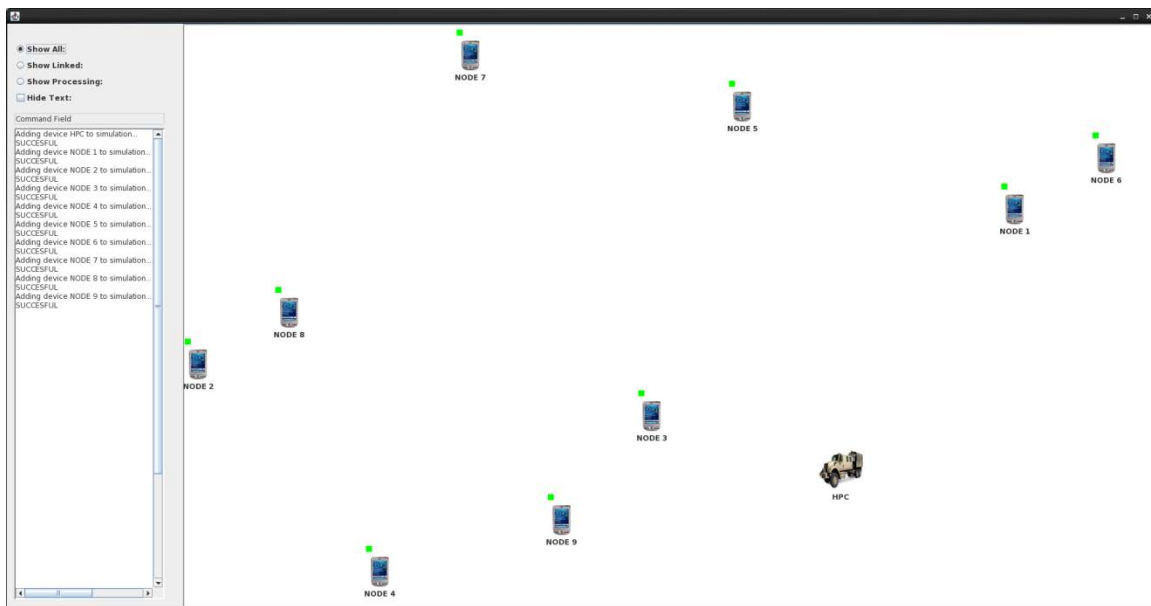 Show All:
Show Linked:
Show Processing:
Hide Text:
Command Field
Adding device HPC to simulation...
SUCCESFUL
Adding device NODE 1 to simulation...
SUCCESFUL
Adding device NODE 2 to simulation...
SUCCESFUL
Adding device NODE 3 to simulation...
SUCCESFUL
Adding device NODE 4 to simulation...
SUCCESFUL
Adding device NODE 5 to simulation...
SUCCESFUL
Adding device NODE 6 to simulation...
SUCCESFUL
Adding device NODE 7 to simulation...
SUCCESFUL
Adding device NODE 8 to simulation...
SUCCESFUL
Adding device NODE 9 to simulation...
SUCCESFUL
NODE 7
NODE 5
NODE 6
NODE 1
NODE 8
NODE 2
NODE 3
HPC
NODE 9
NODE 4